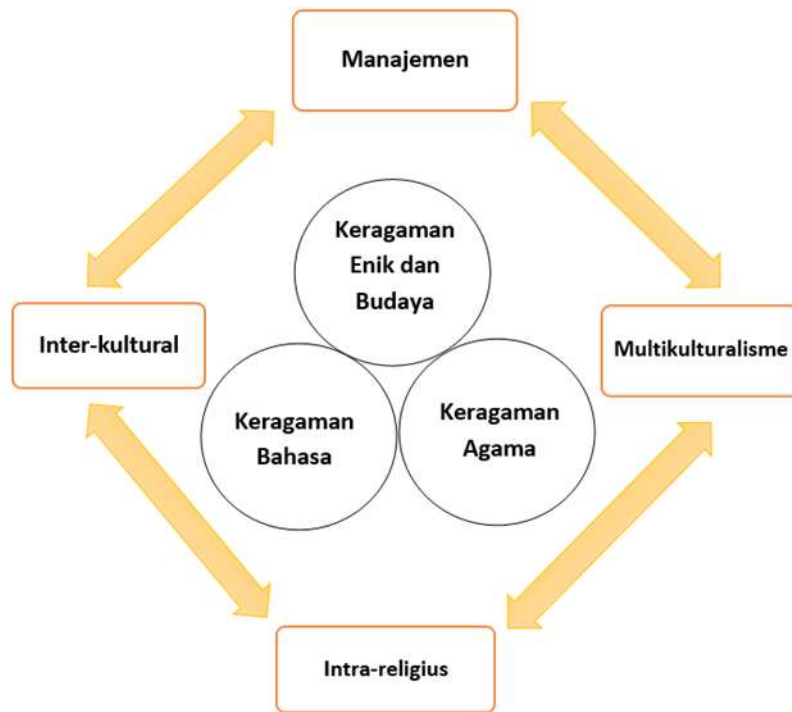 Manajemen
Keragaman
Enik dan
Budaya
Inter-kultural
Multikulturalisme
Keragaman
Bahasa
Keragaman
Agama
Intra-religius